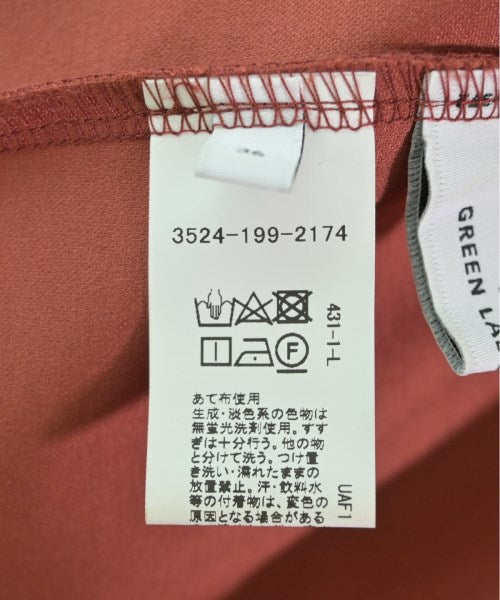 36
3524-199-2174
431-1-L
F
あて布使用
生成・淡色系の色物は
無蛍光洗剤使用。すす
ぎは十分行う。他の物
と分けて洗う。つけ置
き洗い・濡れたままの
放置禁止。汗・飲料水
等の付着物は、変色の
原因となる場合がある
UAF1
GREEN LA